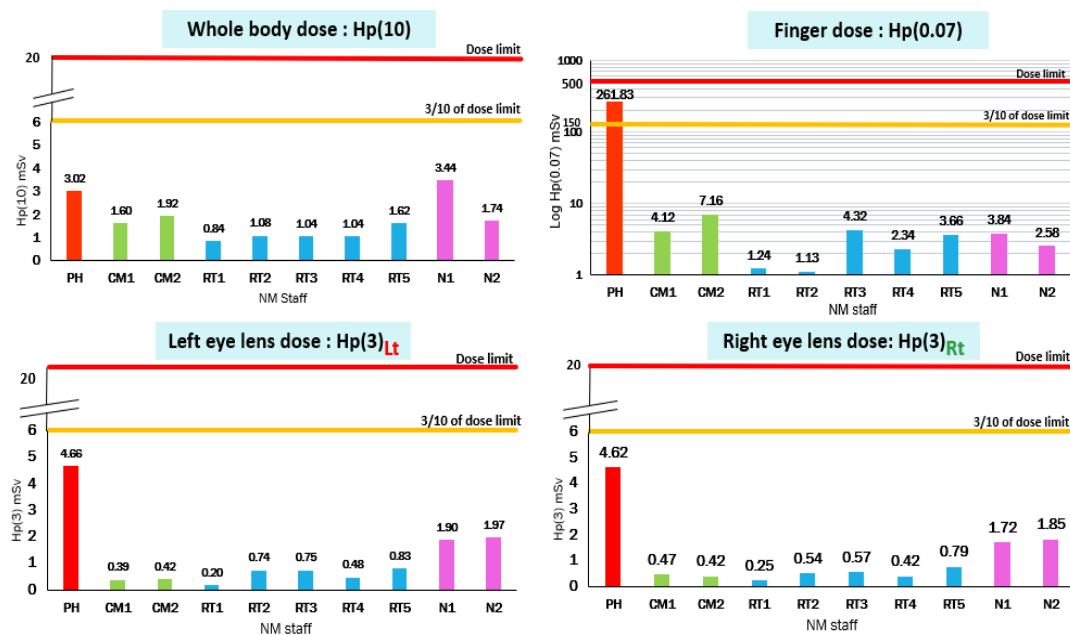 Whole body dose : Hp(10)
Dose limit
20
3/10 of dose limit
6
5
4
3
2
1
0
Hp(10) mSv
3.02
1.60
1.92
0.84
1.08
1.04
1.04
1.62
3.44
1.74
PH CM1 CM2 RT1 RT2 RT3 RT4 RT5 N1 N2
NM Staff
Finger dose : Hp(0.07)
1000
Dose limit
500
150
3/10 of dose limit
100
10
1
Log Hp(0.07) mSv
261.83
4.12
7.16
1.24
1.13
4.32
2.34
3.66
3.84
2.58
PH CM1 CM2 RT1 RT2 RT3 RT4 RT5 N1 N2
NM staff
Left eye lens dose : Hp(3)Lt
Dose limit
20
3/10 of dose limit
6
5
4
3
2
1
0
Hp(3) mSv
4.66
0.39
0.42
0.20
0.74
0.75
0.48
0.83
1.90
1.97
PH CM1 CM2 RT1 RT2 RT3 RT4 RT5 N1 N2
NM staff
Right eye lens dose: Hp(3)Rt
Dose limit
20
3/10 of dose limit
6
5
4
3
2
1
0
Hp(3) mSv
4.62
0.47
0.42
0.25
0.54
0.57
0.42
0.79
1.72
1.85
PH CM1 CM2 RT1 RT2 RT3 RT4 RT5 N1 N2
NM staff